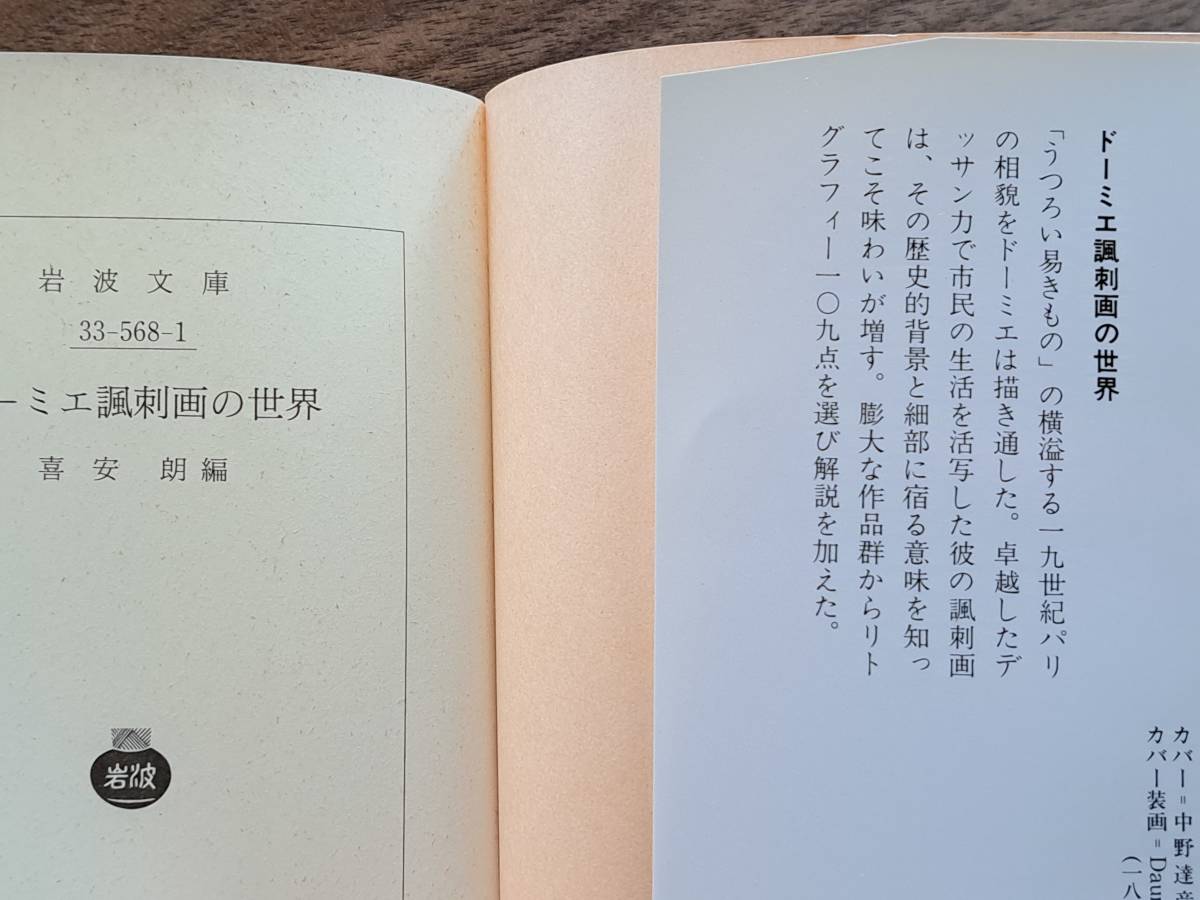 岩波文庫
33-568-1
ーミエ諷刺画の世界
喜安 朗編
岩波
ドーミエ諷刺画の世界
「うつろい易きもの」の横溢する一九世紀パリ
の相貌をドーミエは描き通した。卓越したデ
ッサン力で市民の生活を活写した彼の諷刺画
は、その歴史的背景と細部に宿る意味を知っ
てこそ味わいが増す。膨大な作品群からリト
グラフィー一〇九点を選び解説を加えた。
カバー=中野達
カバー装画=Daum
(一八